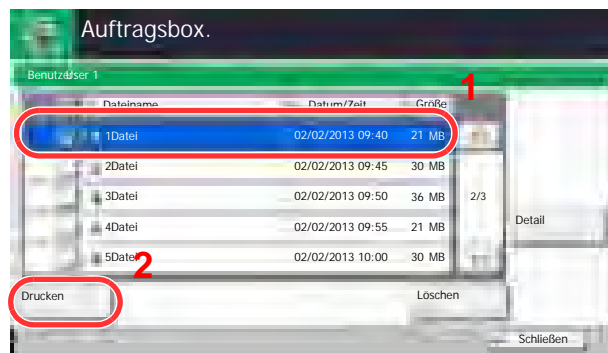 Auftragsbox.
Benutzer User 1
1
Dateiname Datum/Zeit Größe
1Datei 02/02/2013 09:40 21 MB
2Datei 02/02/2013 09:45 30 MB
3Datei 02/02/2013 09:50 36 MB 2/3
Detail
4Datei 02/02/2013 09:55 21 MB
5Datei 02/02/2013 10:00 30 MB
2
Drucken Löschen
Schließen